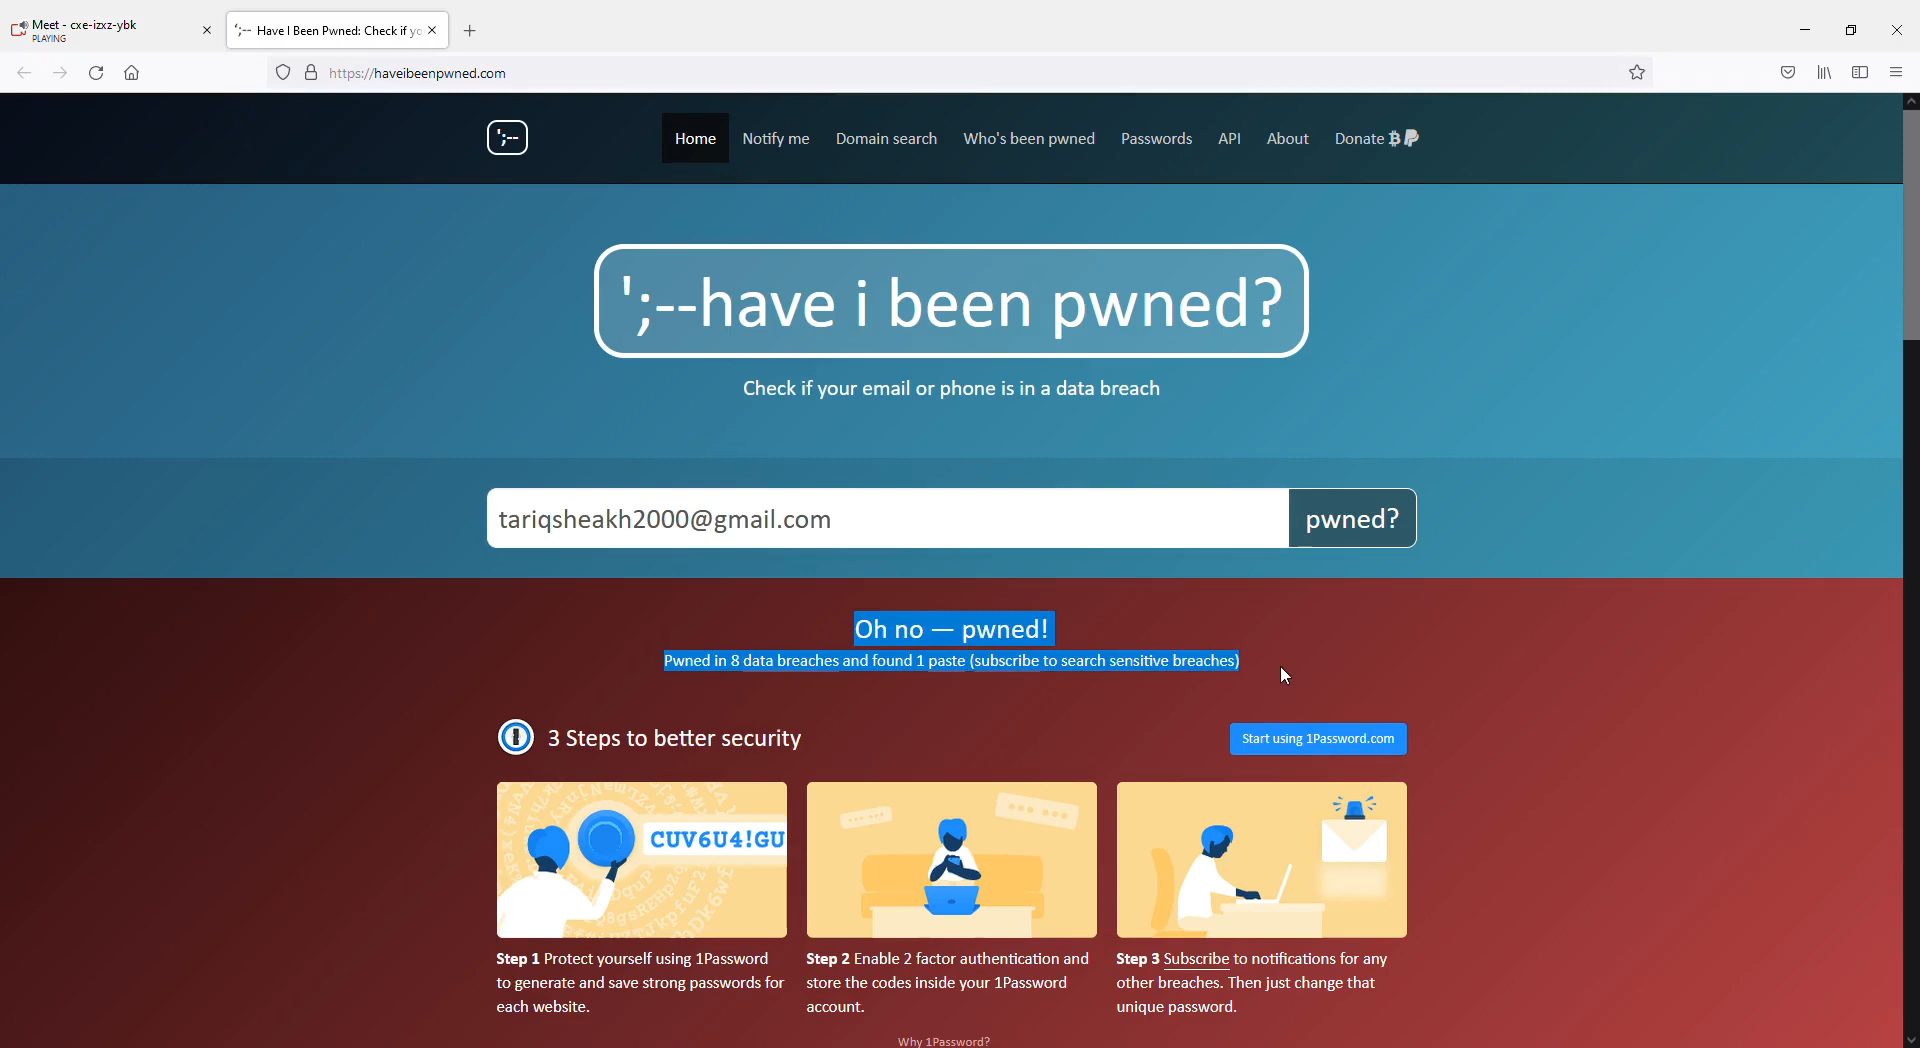 Meet - cxe-izxz-ybk
PLAYING
';-- Have I Been Pwned: Check if yo
https://haveibeenpwned.com
';--
Home Notify me Domain search Who's been pwned Passwords API About Donate
';--have i been pwned?
Check if your email or phone is in a data breach
tariqsheakh2000@gmail.com pwned?
Oh no — pwned!
Pwned in 8 data breaches and found 1 paste (subscribe to search sensitive breaches)
3 Steps to better security
Start using 1Password.com
CUV6U4!GU
Step 1 Protect yourself using 1Password
to generate and save strong passwords for
each website.
Step 2 Enable 2 factor authentication and
store the codes inside your 1Password
account.
Step 3 Subscribe to notifications for any
other breaches. Then just change that
unique password.
Why 1Password?